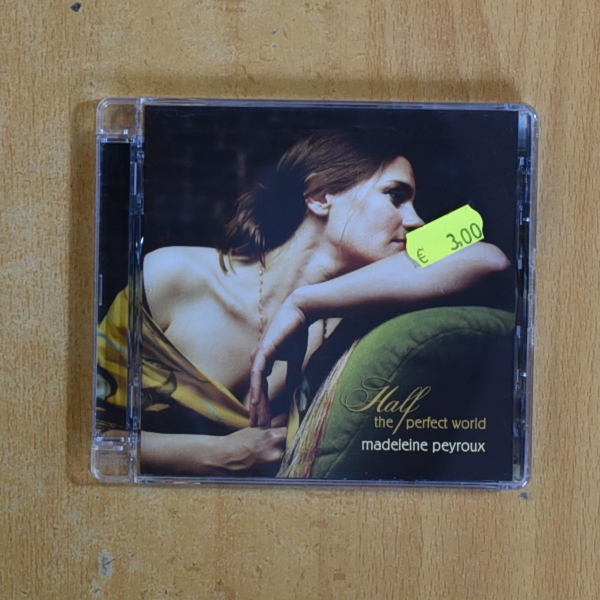 € 3,00
Half
the perfect world
madeleine peyroux